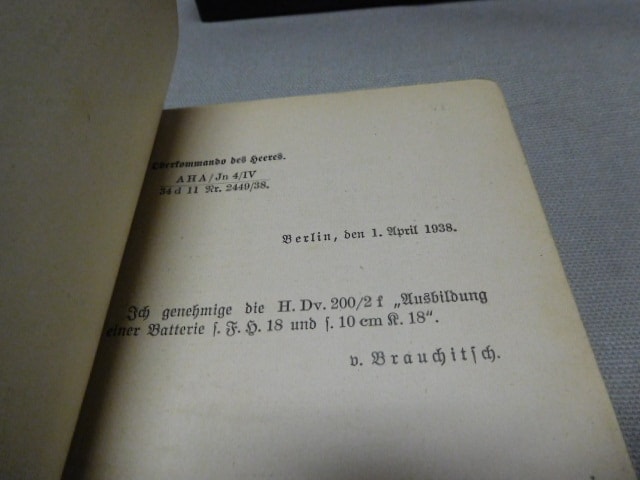 Oberkommando des Heeres.
AHA/Jn 4/IV
34 d 11 Nr. 2449/38.
Berlin, den 1. April 1938.
Ich genehmige die H. Dv. 200/2 f „Ausbildung
einer Batterie s. F. H. 18 und s. 10 cm K. 18".
v. Brauchitsch.